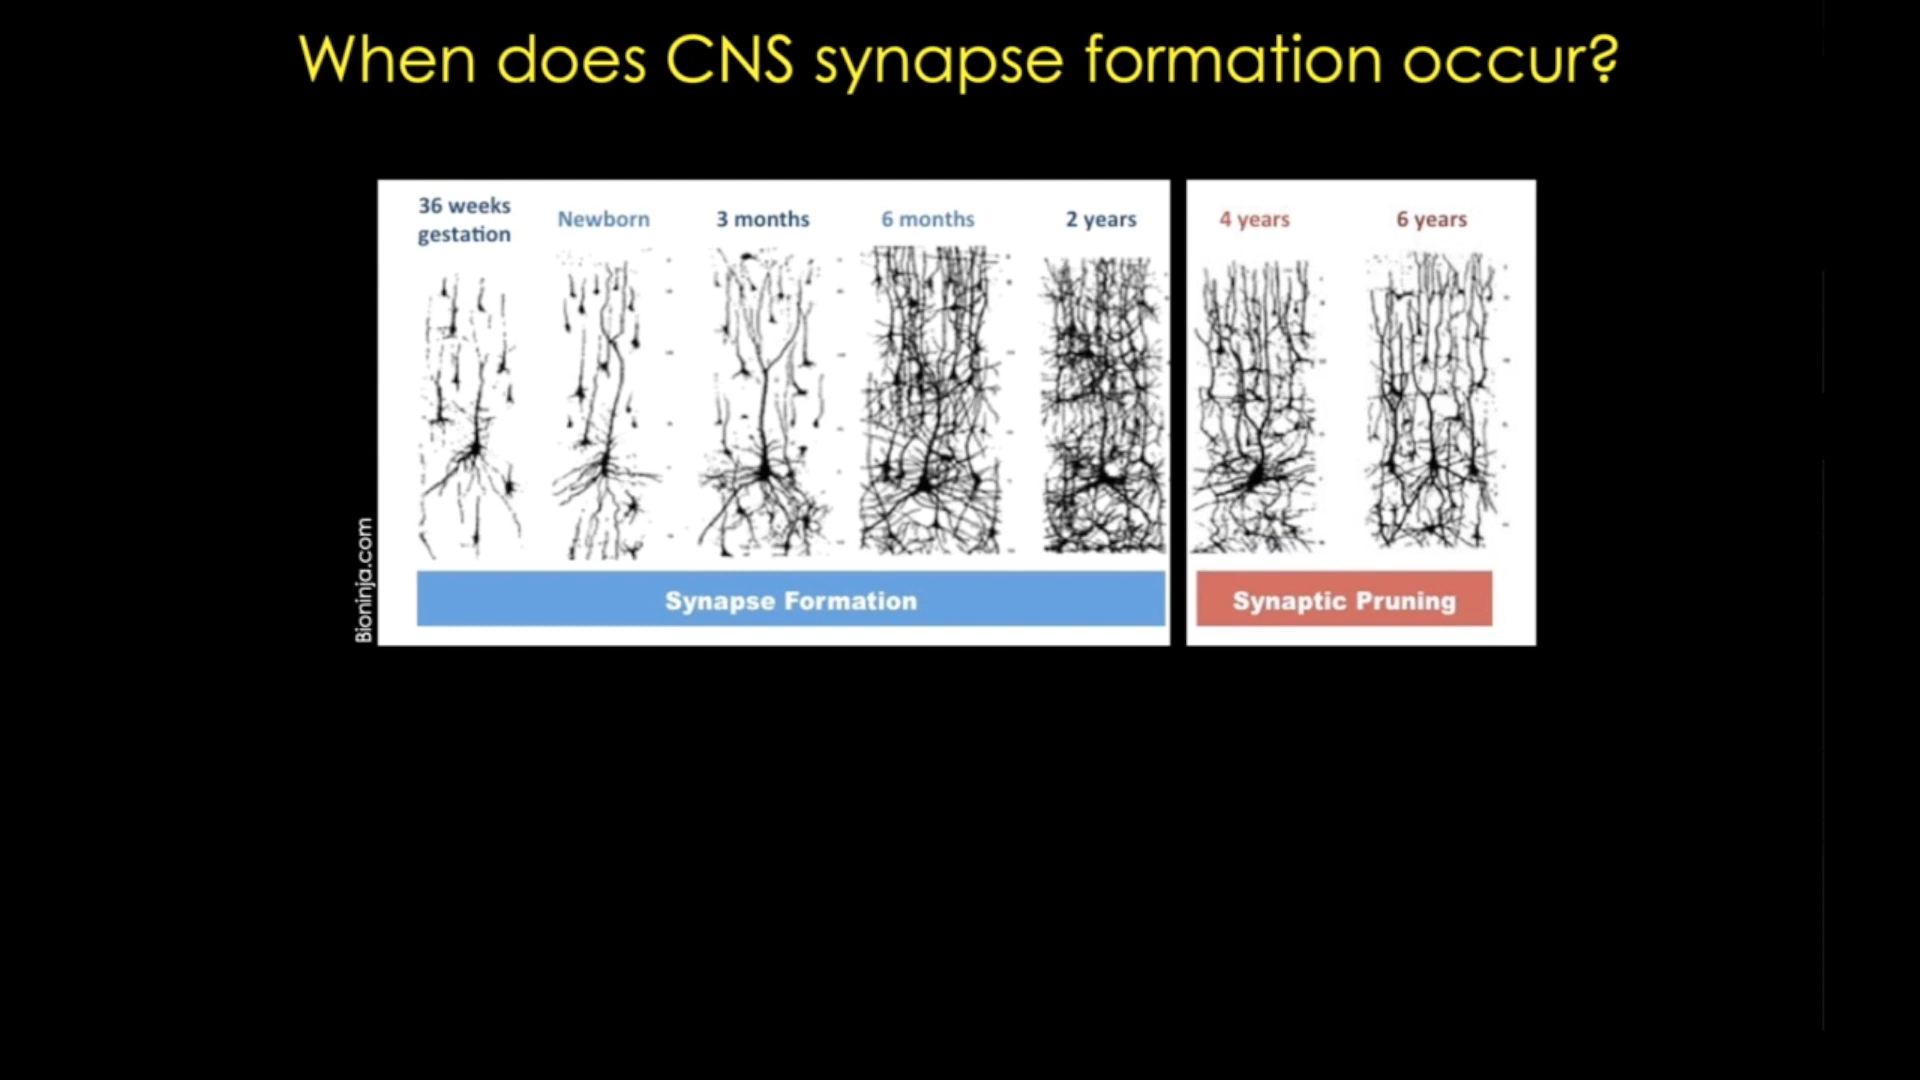 When does CNS synapse formation occur?
36 weeks
gestation
Newborn
3 months
6 months
2 years
4 years
6 years
Synapse Formation
Synaptic Pruning
Bioninja.com